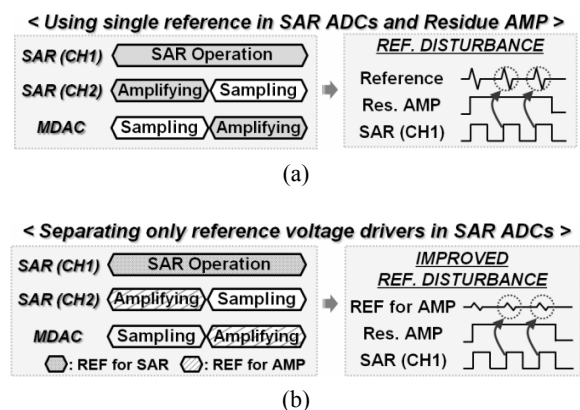 < Using single reference in SAR ADCs and Residue AMP >
SAR (CH1)
SAR Operation
SAR (CH2)
Amplifying
Sampling
MDAC
Sampling
Amplifying
REF. DISTURBANCE
Reference
Res. AMP
SAR (CH1)
(a)
< Separating only reference voltage drivers in SAR ADCs >
SAR (CH1)
SAR Operation
SAR (CH2)
Amplifying
Sampling
MDAC
Sampling
Amplifying
: REF for SAR
: REF for AMP
IMPROVED
REF. DISTURBANCE
REF for AMP
Res. AMP
SAR (CH1)
(b)